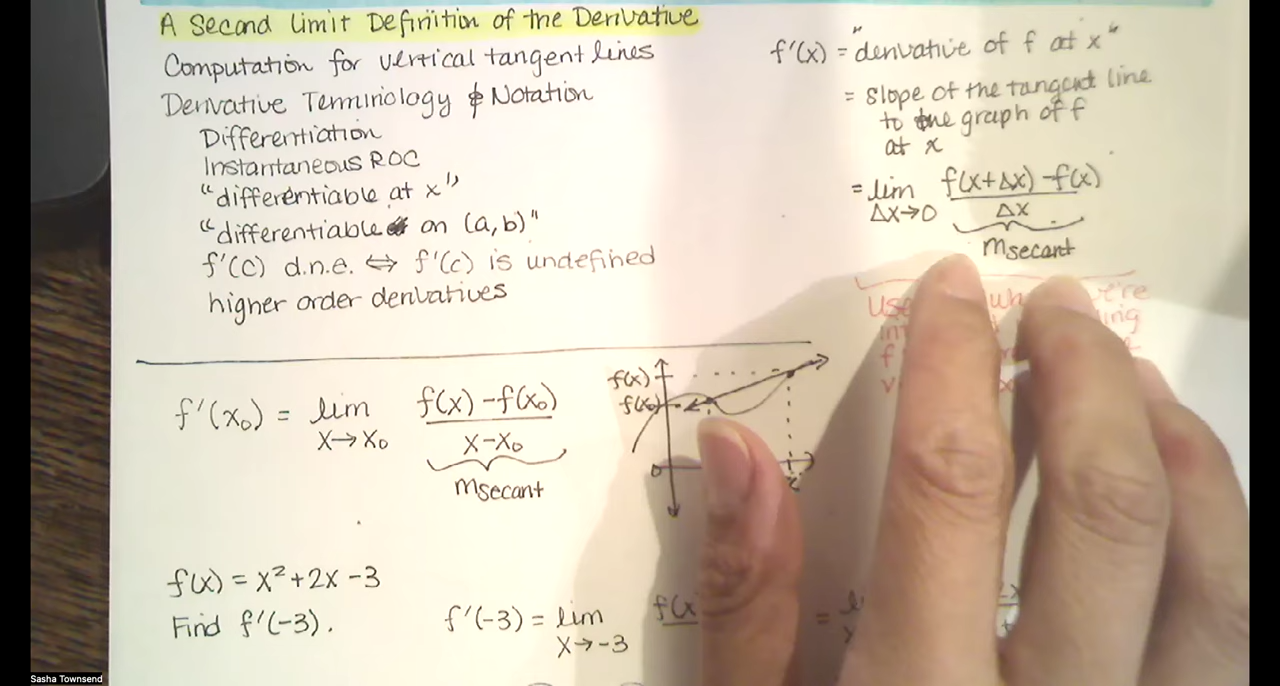 A Second Limit Definition of the Derivative
Computation for vertical tangent lines
Derivative Terminology & Notation
Differentiation
Instantaneous ROC
"differentiable at x"
"differentiable on (a,b)"
f'(c) d.n.e. ⟺ f'(c) is undefined
higher order derivatives
f'(x) = "derivative of f at x"
= slope of the tangent line
to the graph of f
at x
= lim Δx→0 f(x+Δx) - f(x) / Δx
msecant
f'(x₀) = lim x→x₀ f(x) - f(x₀) / x - x₀
msecant
f(x)
f(x₀)
0
x
f(x) = x² + 2x - 3
Find f'(-3).
f'(-3) = lim x→-3
Sasha Townsend